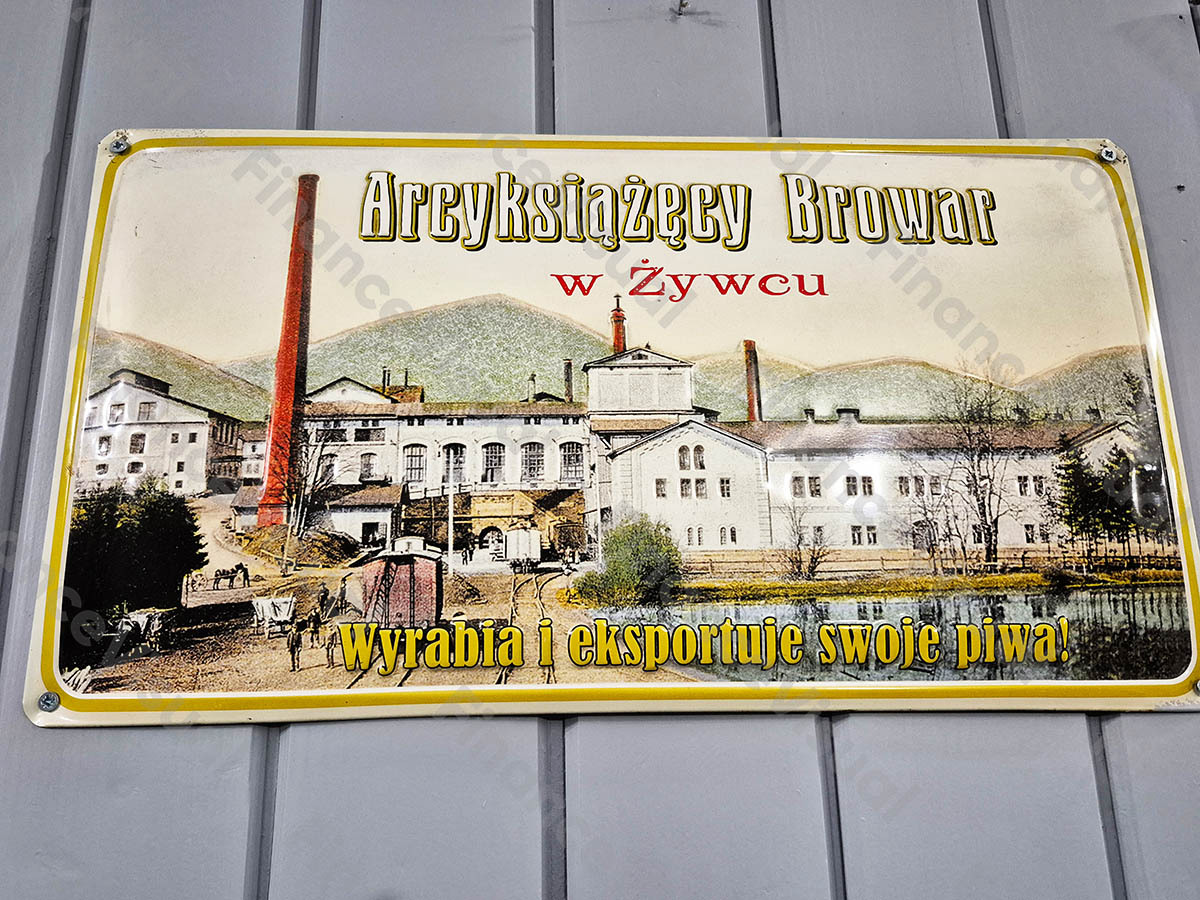 Arcyksiążęcy Browar
w Żywcu
Wyrabia i eksportuje swoje piwa!